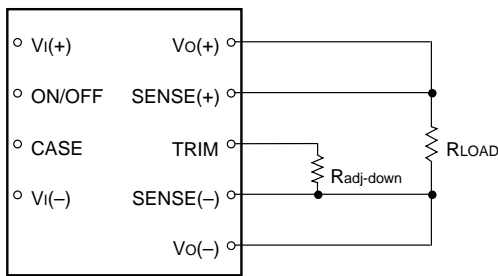 VI(+) VO(+)
ON/OFF SENSE(+)
CASE TRIM RLOAD
Radj-down
VI(–) SENSE(–)
VO(–)